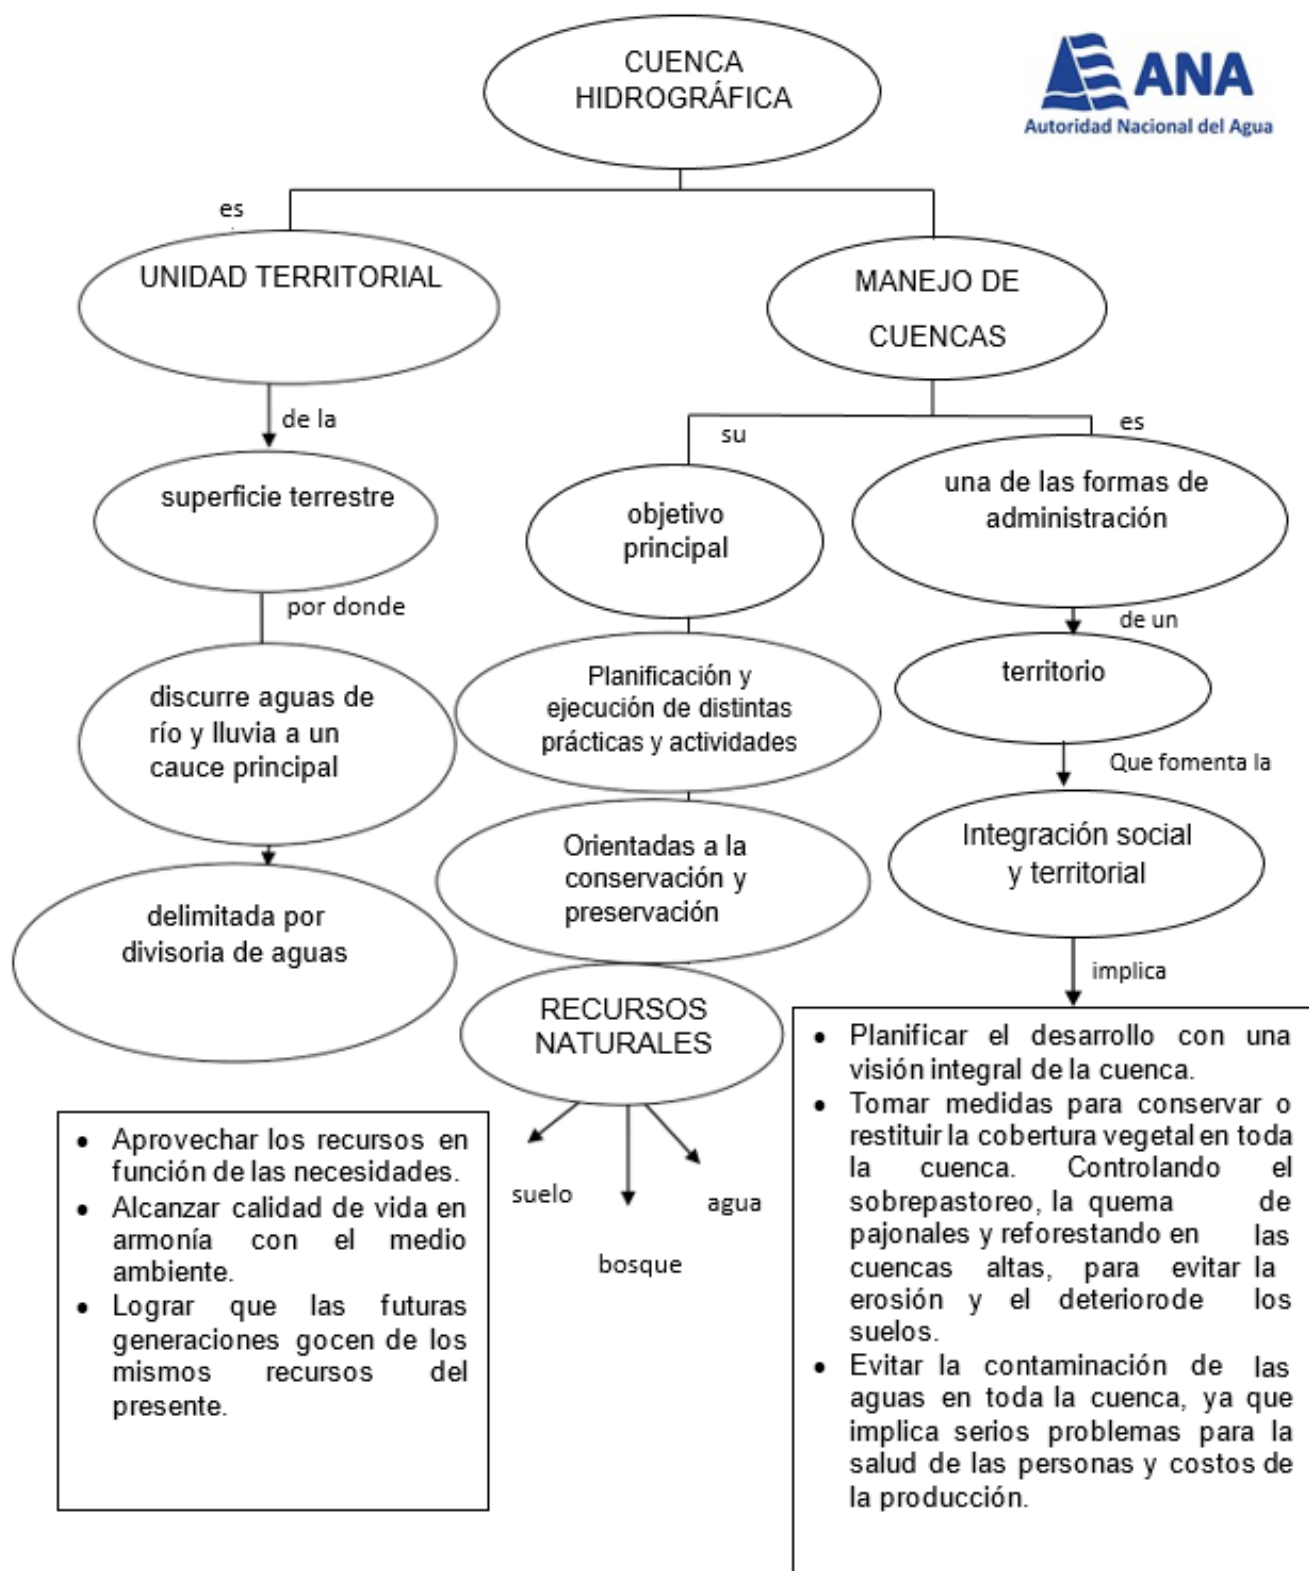 CUENCA
HIDROGRÁFICA
ANA
Autoridad Nacional del Agua
es
UNIDAD TERRITORIAL
de la
superficie terrestre
por donde
discurre aguas de
río y lluvia a un
cauce principal
delimitada por
divisoria de aguas
MANEJO DE
CUENCAS
su
objetivo
principal
Planificación y
ejecución de distintas
prácticas y actividades
Orientadas a la
conservación y
preservación
RECURSOS
NATURALES
suelo
bosque
agua
es
una de las formas de
administración
de un
territorio
Que fomenta la
Integración social
y territorial
implica
• Aprovechar los recursos en
función de las necesidades.
• Alcanzar calidad de vida en
armonía con el medio
ambiente.
• Lograr que las futuras
generaciones gocen de los
mismos recursos del
presente.
• Planificar el desarrollo con una
visión integral de la cuenca.
• Tomar medidas para conservar o
restituir la cobertura vegetal en toda
la cuenca. Controlando el
sobrepastoreo, la quema de
pajonales y reforestando en las
cuencas altas, para evitar la
erosión y el deteriorode los
suelos.
• Evitar la contaminación de las
aguas en toda la cuenca, ya que
implica serios problemas para la
salud de las personas y costos de
la producción.